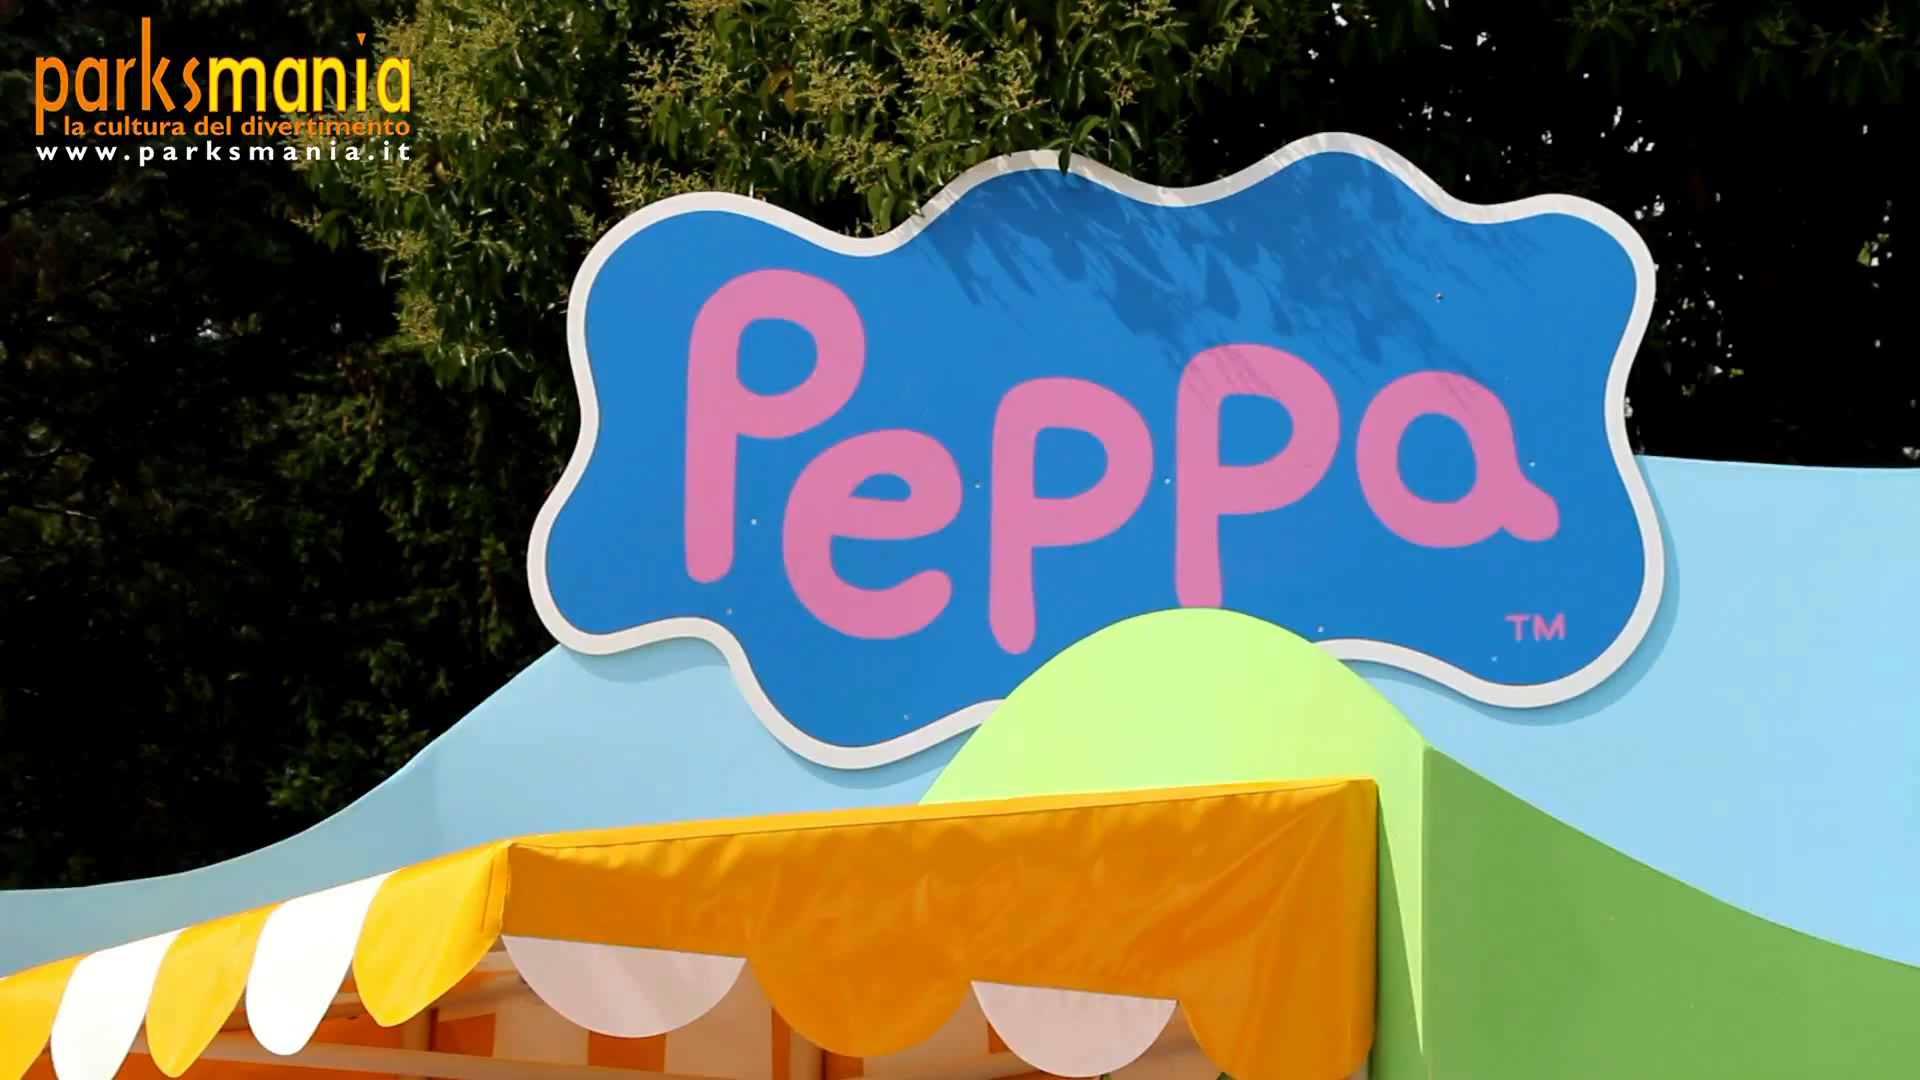 parksmania
la cultura del divertimento
www.parksmania.it
Peppa
TM